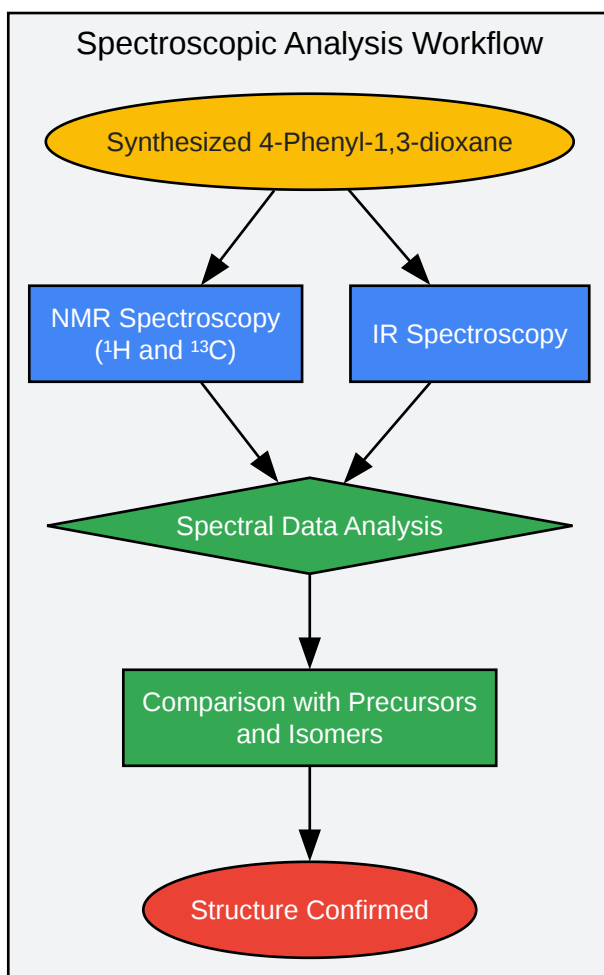 Spectroscopic Analysis Workflow
Synthesized 4-Phenyl-1,3-dioxane
NMR Spectroscopy
(¹H and ¹³C)
IR Spectroscopy
Spectral Data Analysis
Comparison with Precursors
and Isomers
Structure Confirmed